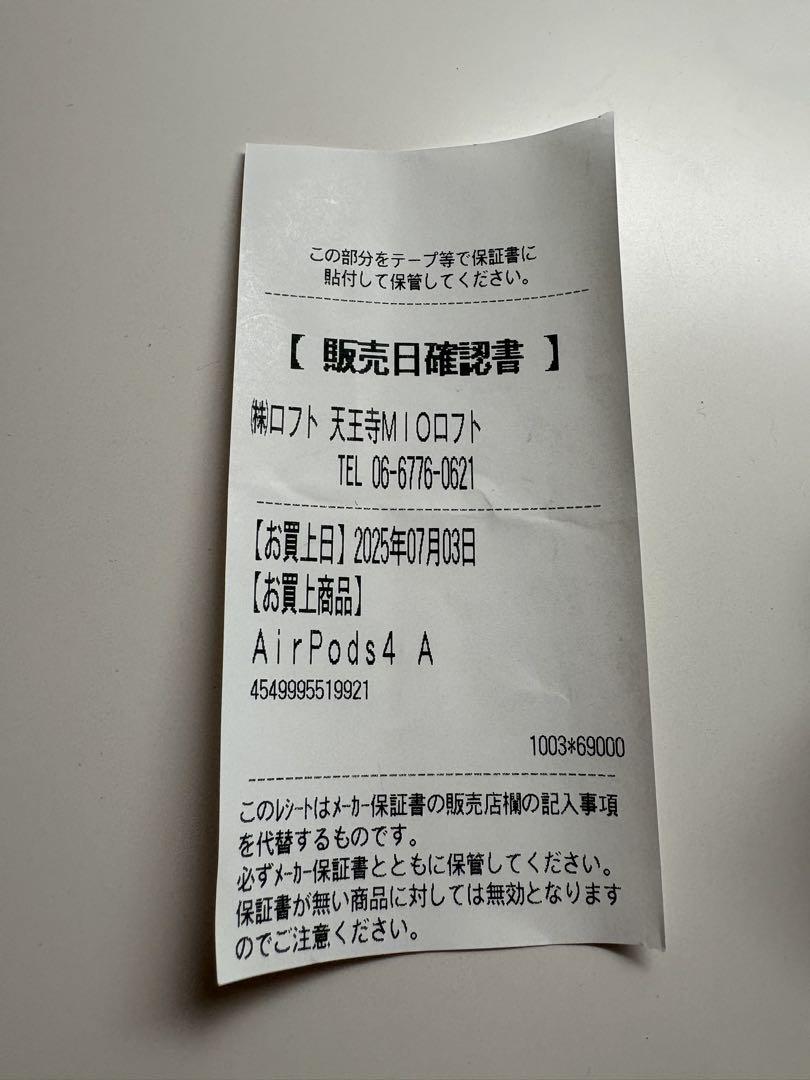 この部分をテープ等で保証書に
貼付して保管してください。
【 販売日確認書 】
㈱ロフト 天王寺MIOロフト
TEL 06-6776-0621
【お買上日】2025年07月03日
【お買上商品】
AirPods4 A
4549995519921
1003*69000
このレシートはメーカー保証書の販売店欄の記入事項
を代替するものです。
必ずメーカー保証書とともに保管してください。
保証書が無い商品に対しては無効となります
のでご注意ください。